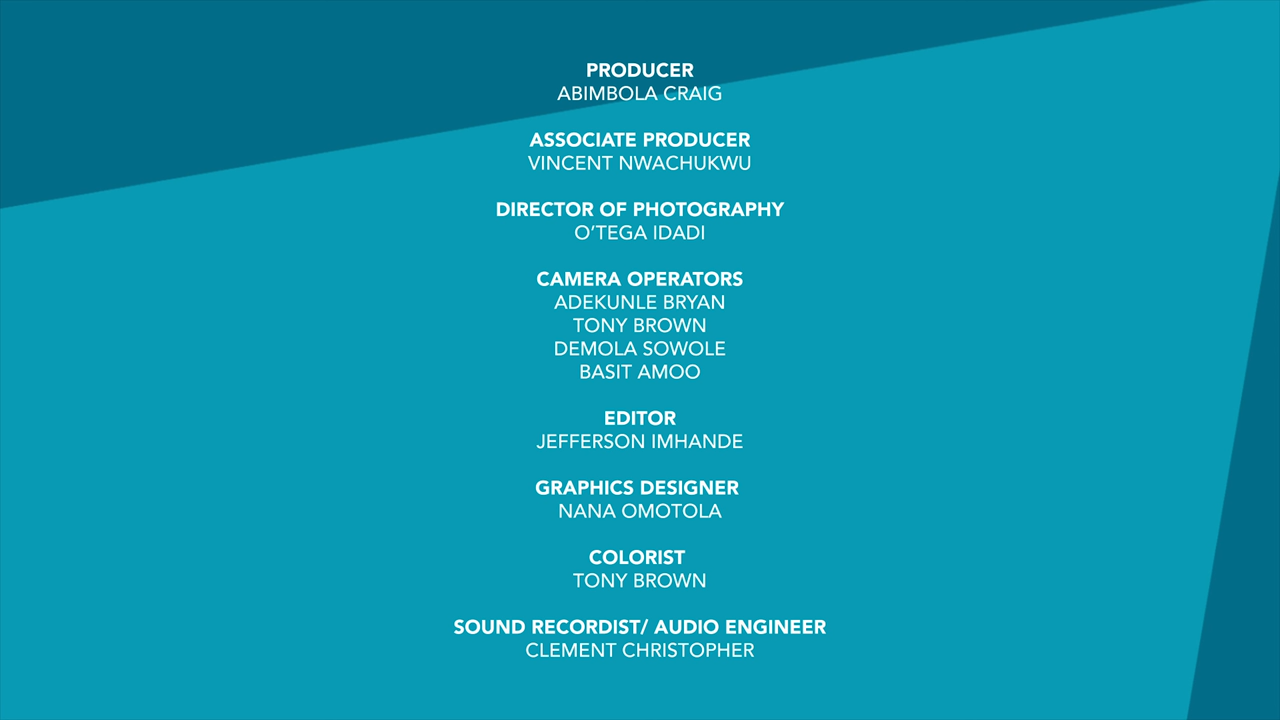 PRODUCER
ABIMBOLA CRAIG
ASSOCIATE PRODUCER
VINCENT NWACHUKWU
DIRECTOR OF PHOTOGRAPHY
O’TEGA IDADI
CAMERA OPERATORS
ADEKUNLE BRYAN
TONY BROWN
DEMOLA SOWOLE
BASIT AMOO
EDITOR
JEFFERSON IMHANDE
GRAPHICS DESIGNER
NANA OMOTOLA
COLORIST
TONY BROWN
SOUND RECORDIST/ AUDIO ENGINEER
CLEMENT CHRISTOPHER